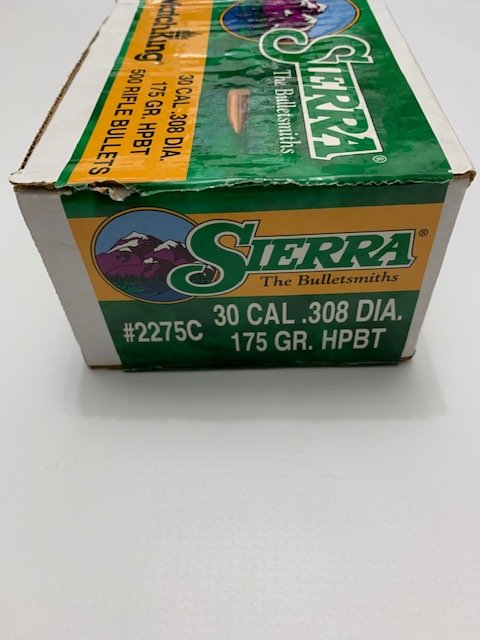 MatchKing®
30 CAL .308 DIA.
175 GR. HPBT
500 RIFLE BULLETS
SIERRA®
The Bulletsmiths
SIERRA®
The Bulletsmiths
#2275C
30 CAL .308 DIA.
175 GR. HPBT